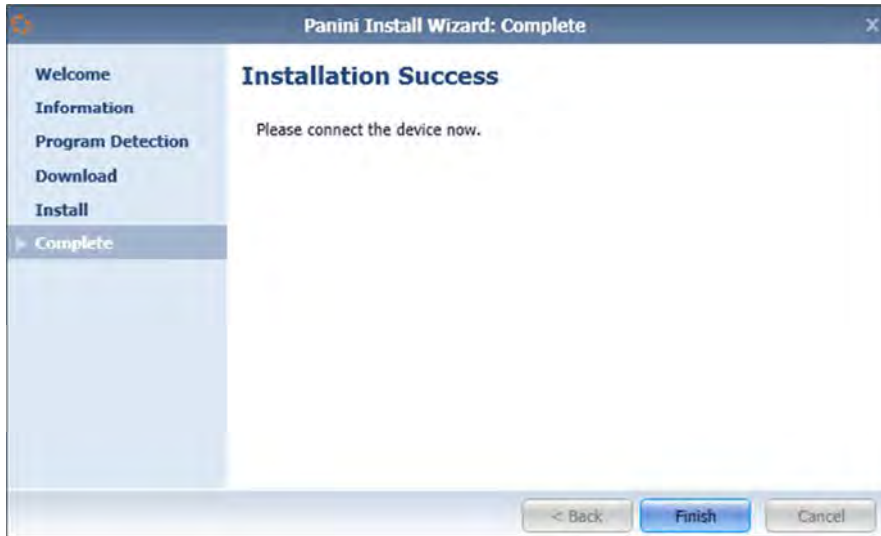 Panini Install Wizard: Complete
Welcome
Information
Program Detection
Download
Install
Complete
Installation Success
Please connect the device now.
< Back
Finish
Cancel